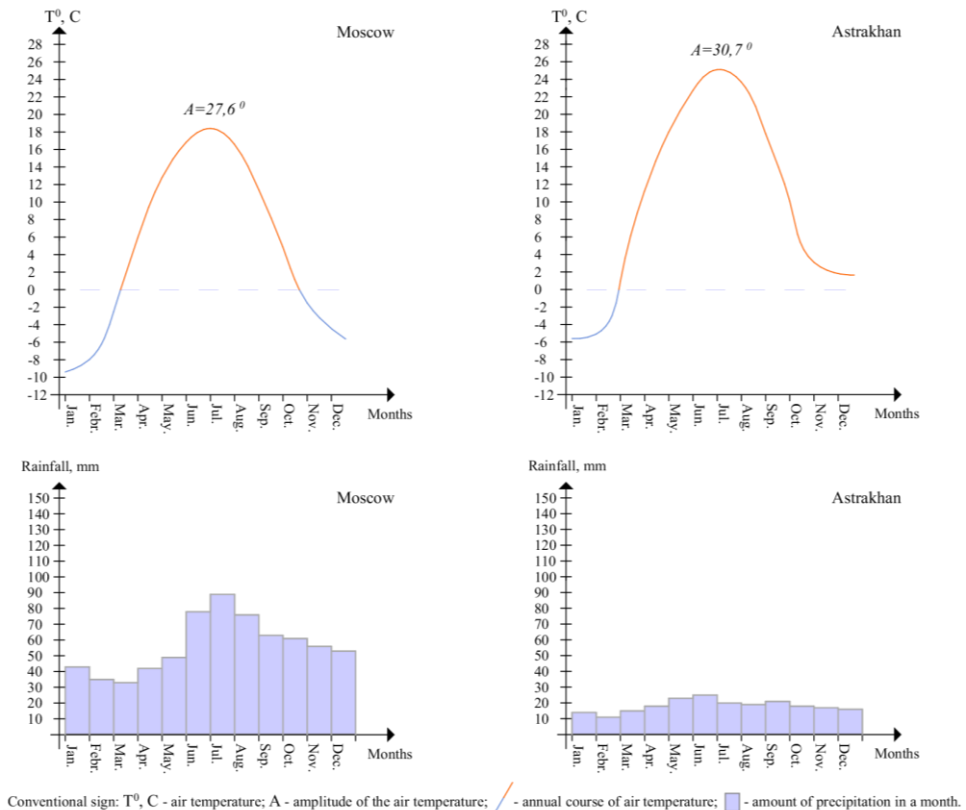 T⁰, C
Moscow
28
26
24
22
20
18
16
14
12
10
8
6
4
2
0
-2
-4
-6
-8
-10
-12
A=27,6 ⁰
Jan.
Febr.
Mar.
Apr.
May.
Jun.
Jul.
Aug.
Sep.
Oct.
Nov.
Dec.
Months
T⁰, C
Astrakhan
28
26
24
22
20
18
16
14
12
10
8
6
4
2
0
-2
-4
-6
-8
-10
-12
A=30,7 ⁰
Jan.
Febr.
Mar.
Apr.
May.
Jun.
Jul.
Aug.
Sep.
Oct.
Nov.
Dec.
Months
Rainfall, mm
Moscow
150
140
130
120
110
100
90
80
70
60
50
40
30
20
10
Jan.
Febr.
Mar.
Apr.
May.
Jun.
Jul.
Aug.
Sep.
Oct.
Nov.
Dec.
Months
Rainfall, mm
Astrakhan
150
140
130
120
110
100
90
80
70
60
50
40
30
20
10
Jan.
Febr.
Mar.
Apr.
May.
Jun.
Jul.
Aug.
Sep.
Oct.
Nov.
Dec.
Months
Conventional sign: T⁰, C - air temperature; A - amplitude of the air temperature; - annual course of air temperature; - amount of precipitation in a month.